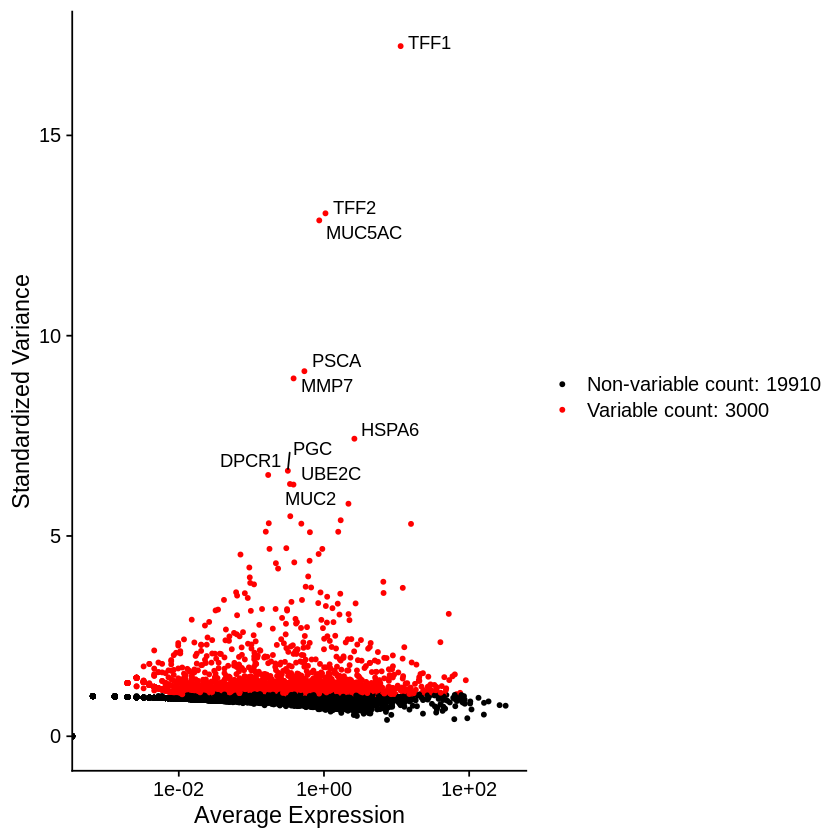 TFF1
15
TFF2
MUC5AC
10
PSCA
MMP7
HSPA6
PGC
DPCR1
UBE2C
MUC2
5
0
Standardized Variance
1e-02
1e+00
1e+02
Average Expression
Non-variable count: 19910
Variable count: 3000